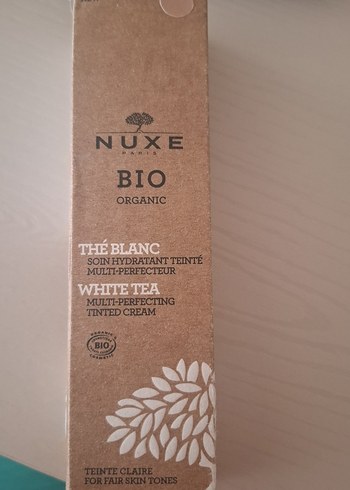 NUXE
PARIS
BIO
ORGANIC
THÉ BLANC
SOIN HYDRATANT TEINTÉ
MULTI-PERFECTEUR
WHITE TEA
MULTI-PERFECTING
TINTED CREAM
BIO
COSMETIC
TEINTE CLAIRE
FOR FAIR SKIN TONES